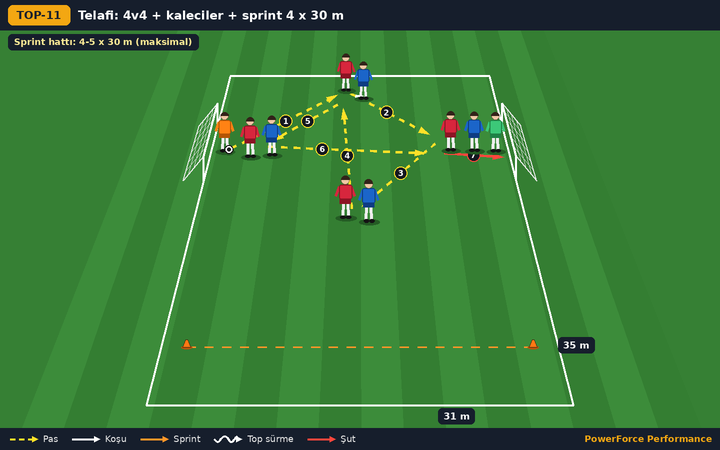 TOP-11 Telafi: 4v4 + kaleciler + sprint 4 x 30 m
Sprint hattı: 4-5 x 30 m (maksimal)
1
5
2
6
4
3
7
35 m
31 m
Pas
Koşu
Sprint
Top sürme
Şut
PowerForce Performance